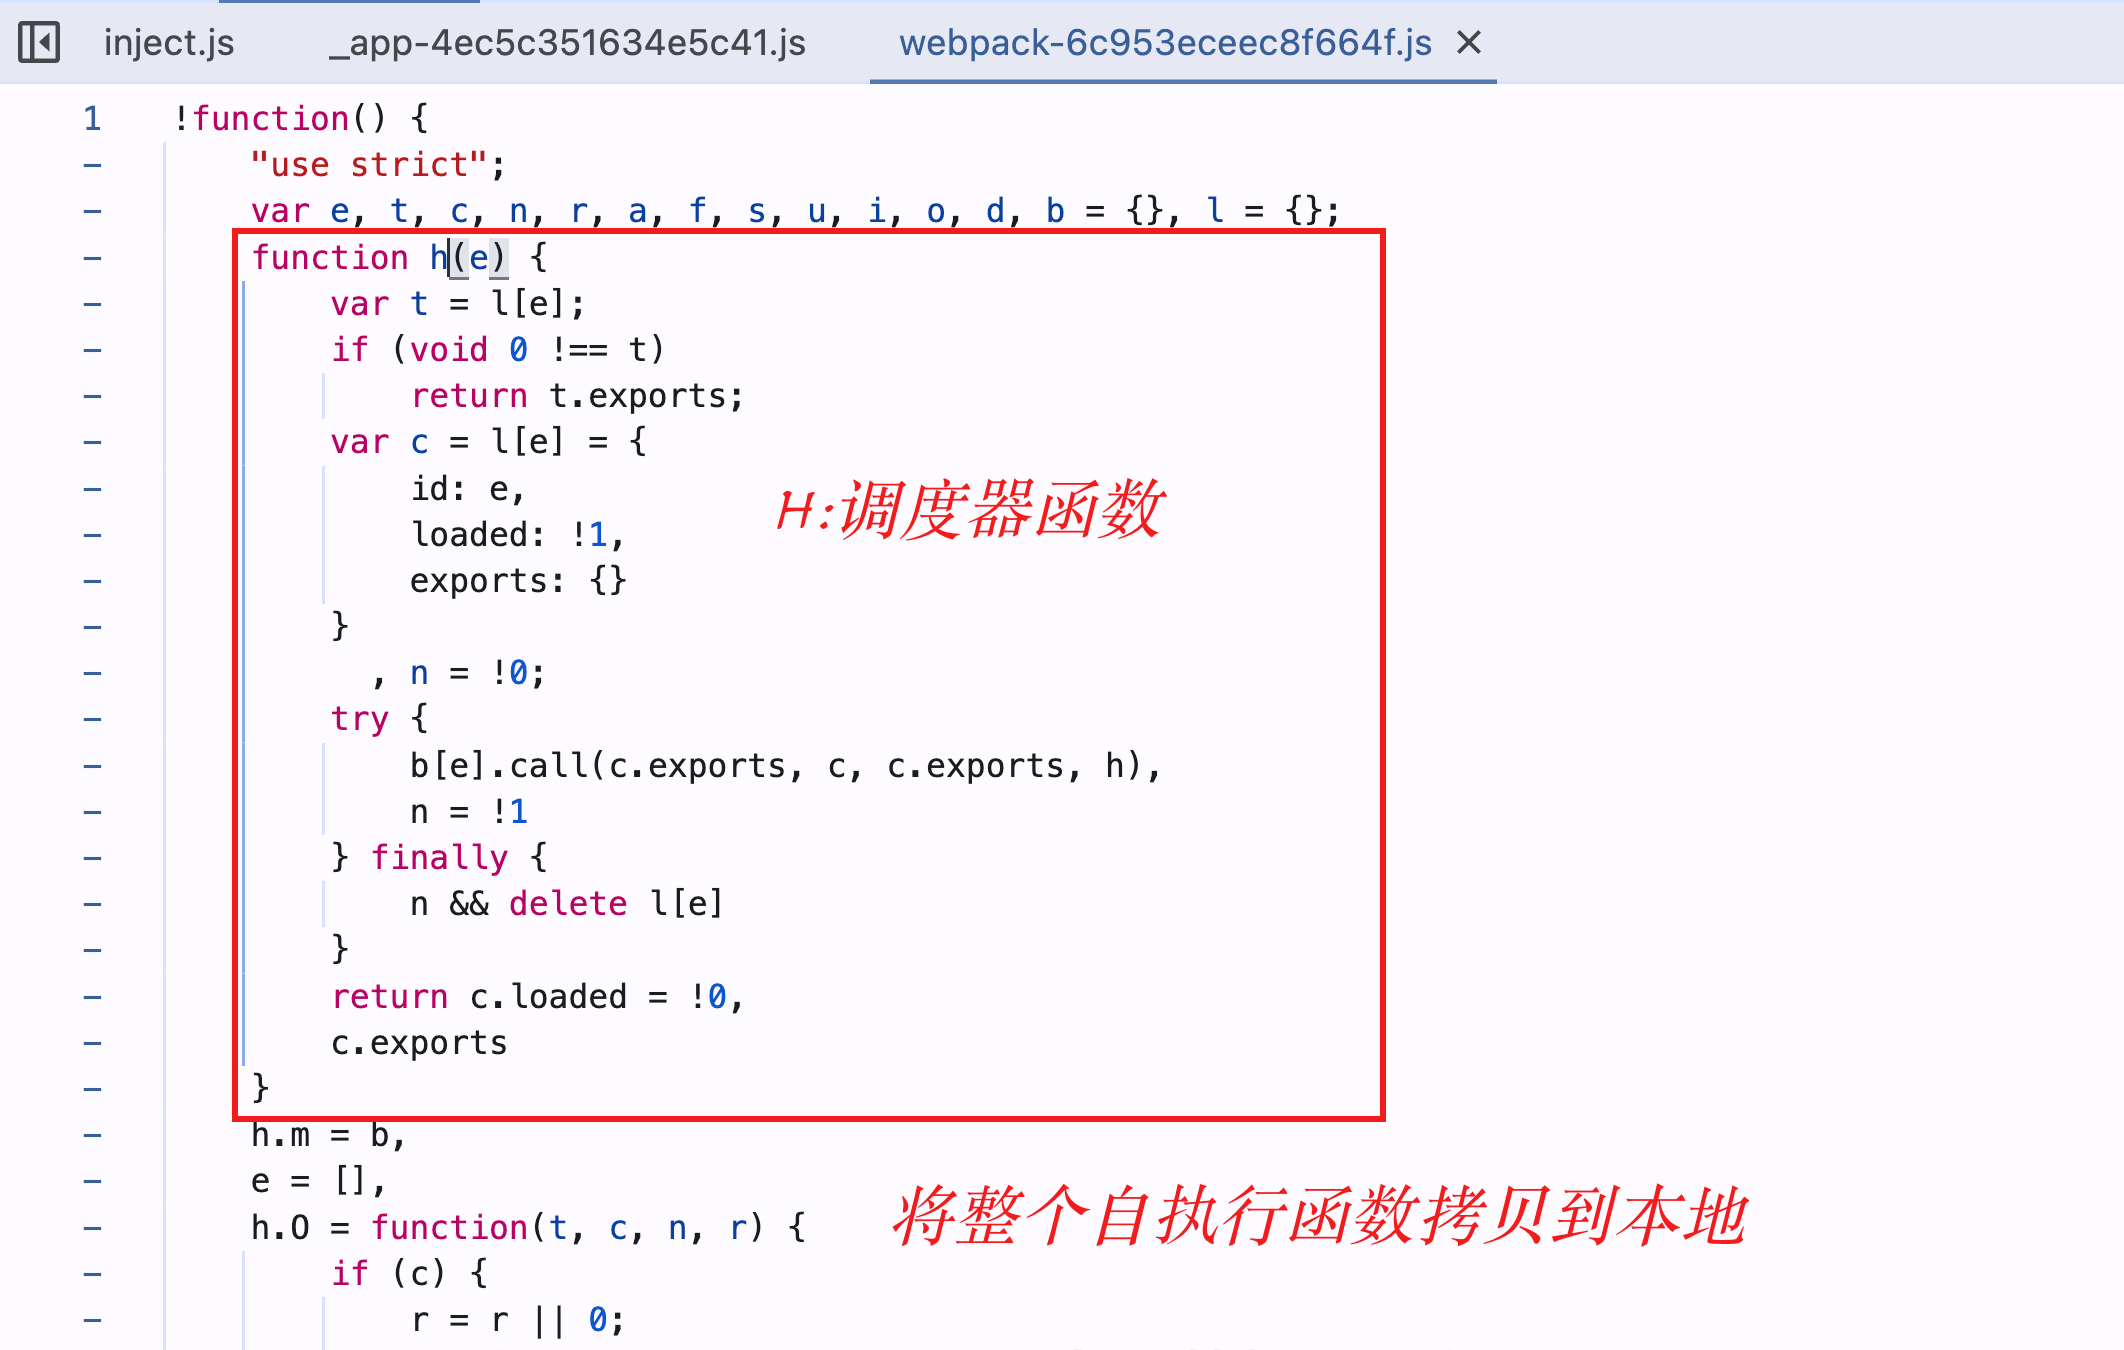 inject.js _app-4ec5c351634e5c41.js webpack-6c953eceec8f664f.js ×
1 !function() {
- "use strict";
- var e, t, c, n, r, a, f, s, u, i, o, d, b = {}, l = {};
- function h(e) {
- var t = l[e];
- if (void 0 !== t)
- return t.exports;
- var c = l[e] = {
- id: e,
H:调度器函数
- loaded: !1,
- exports: {}
- }
- , n = !0;
- try {
- b[e].call(c.exports, c, c.exports, h),
- n = !1
- } finally {
- n && delete l[e]
- }
- return c.loaded = !0,
- c.exports
- }
- h.m = b,
- e = [],
将整个自执行函数拷贝到本地
- h.O = function(t, c, n, r) {
- if (c) {
- r = r || 0;